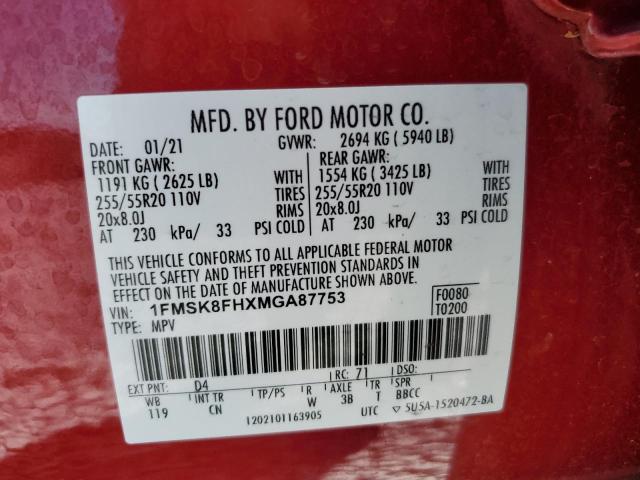 MFD. BY FORD MOTOR CO.
DATE: 01/21 GVWR: 2694 KG ( 5940 LB)
FRONT GAWR: REAR GAWR:
1191 KG ( 2625 LB) WITH 1554 KG ( 3425 LB) WITH
255/55R20 110V TIRES 255/55R20 110V TIRES
20x8.0J RIMS 20x8.0J RIMS
AT 230 kPa/ 33 PSI COLD AT 230 kPa/ 33 PSI COLD
THIS VEHICLE CONFORMS TO ALL APPLICABLE FEDERAL MOTOR
VEHICLE SAFETY AND THEFT PREVENTION STANDARDS IN
EFFECT ON THE DATE OF MANUFACTURE SHOWN ABOVE.
VIN: 1FMSK8FHXMGA87753 F0080
TYPE: MPV T0200
EXT PNT: D4 RC: 71 DSO:
WB INT TR TP/PS R AXLE TR SPR
119 CN W 3B T BBCC
1202101163905 UTC ▽ 5U5A-1520472-BA